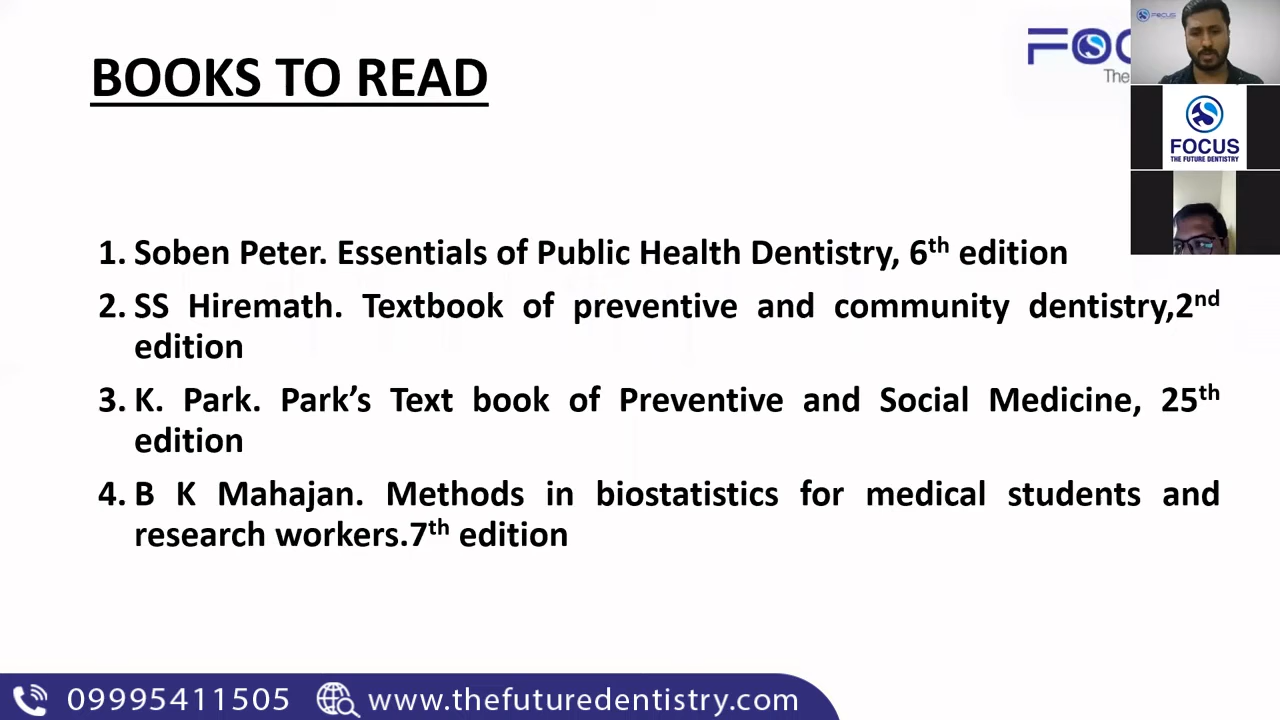 BOOKS TO READ
FOCUS
FOCUS
THE FUTURE DENTISTRY
1. Soben Peter. Essentials of Public Health Dentistry, 6th edition
2. SS Hiremath. Textbook of preventive and community dentistry,2nd
edition
3. K. Park. Park’s Text book of Preventive and Social Medicine, 25th
edition
4. B K Mahajan. Methods in biostatistics for medical students and
research workers.7th edition
09995411505 www.thefuturedentistry.com